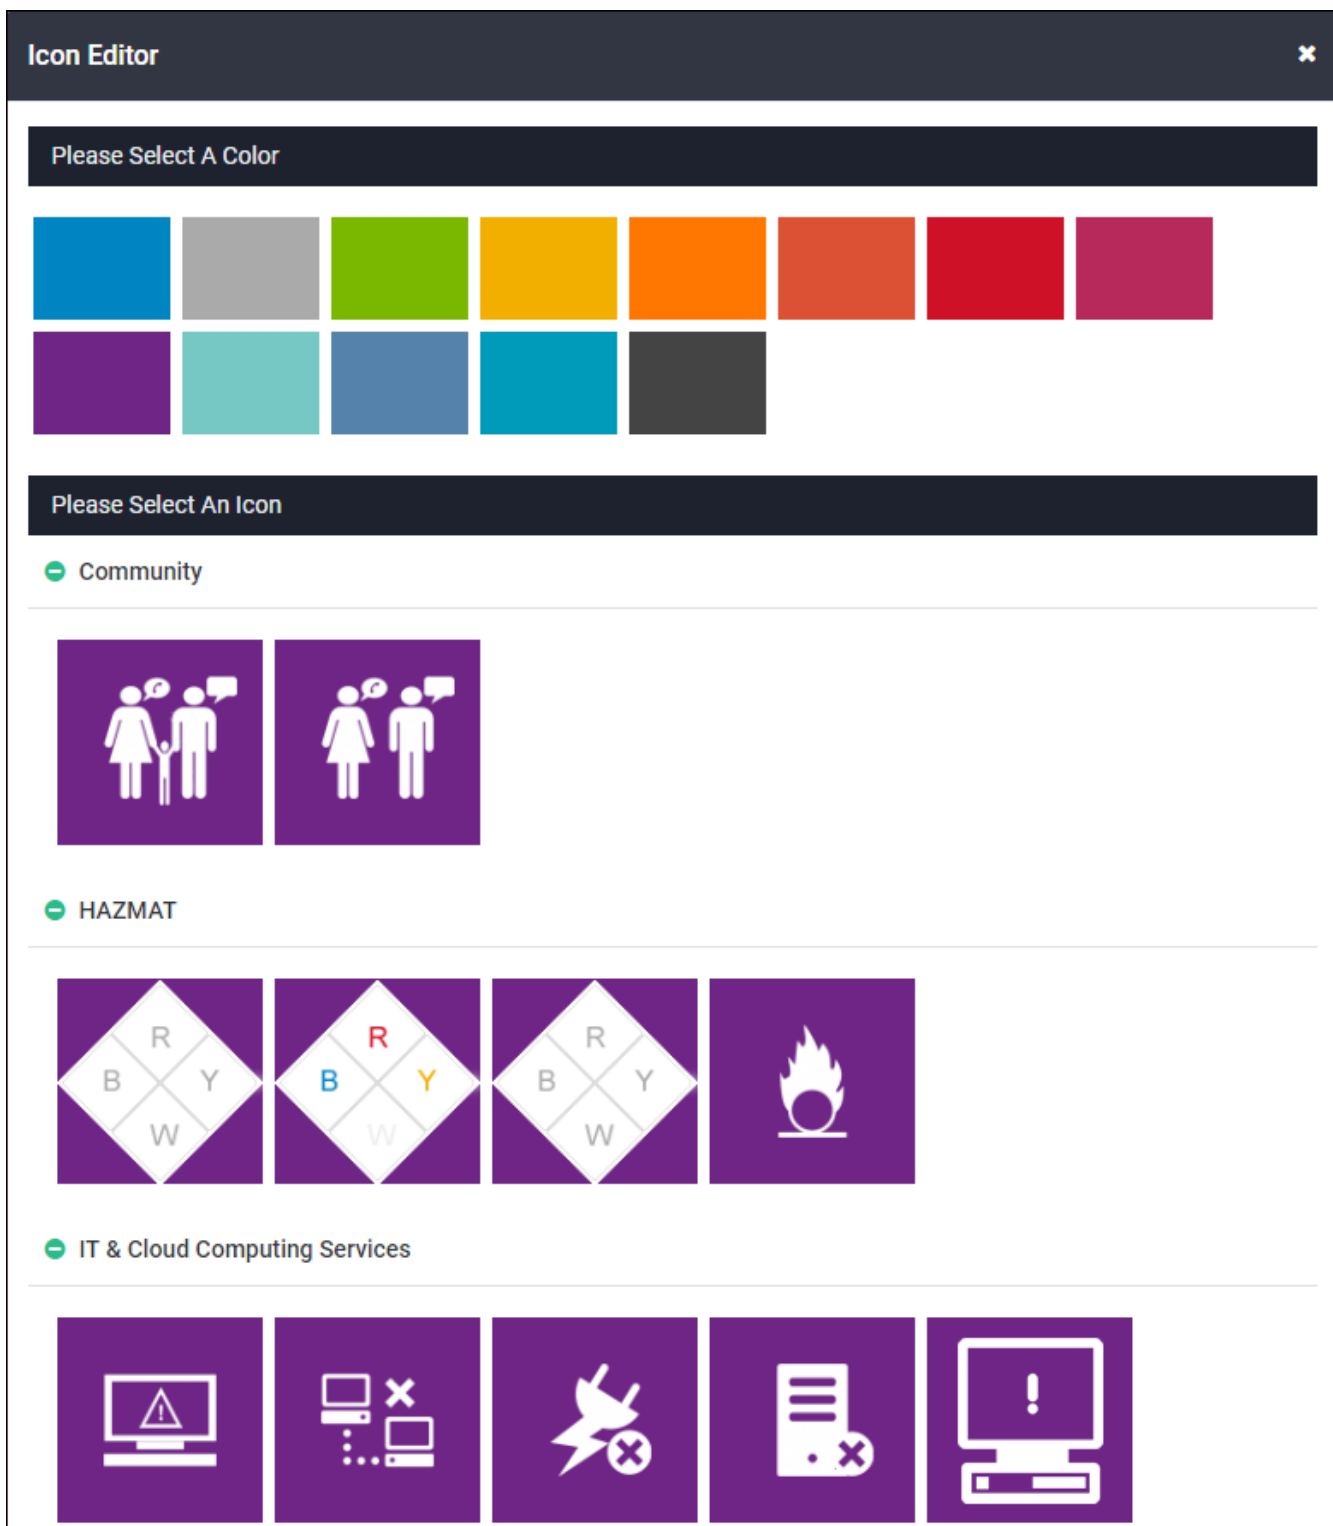 Icon Editor
Please Select A Color
Please Select An Icon
Community
HAZMAT
R
B Y
W
R
B Y
W
R
B Y
W
IT & Cloud Computing Services
!
!